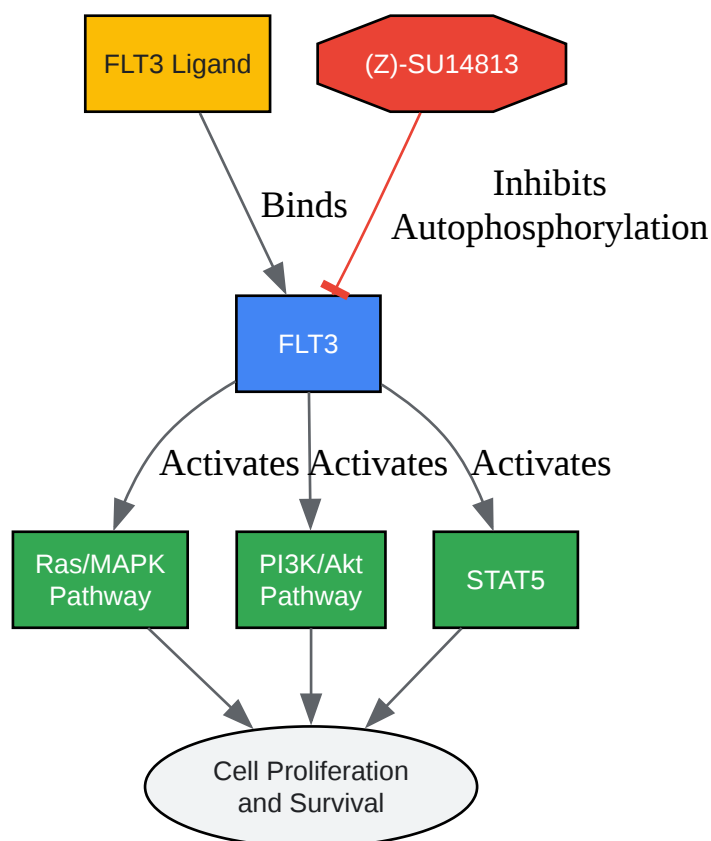 FLT3 Ligand
(Z)-SU14813
Binds
Inhibits
Autophosphorylation
FLT3
Activates
Activates
Activates
Ras/MAPK
Pathway
PI3K/Akt
Pathway
STAT5
Cell Proliferation
and Survival